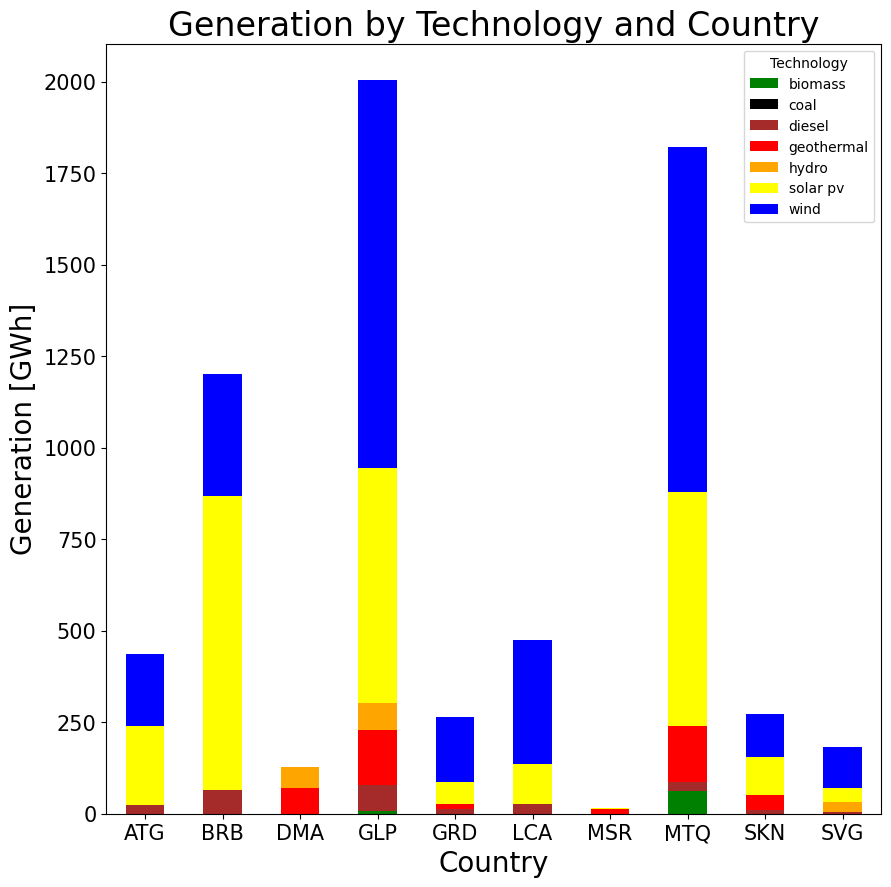 Generation by Technology and Country
Technology
biomass
coal
diesel
geothermal
hydro
solar pv
wind
Generation [GWh]
2000
1750
1500
1250
1000
750
500
250
0
ATG BRB DMA GLP GRD LCA MSR MTQ SKN SVG
Country